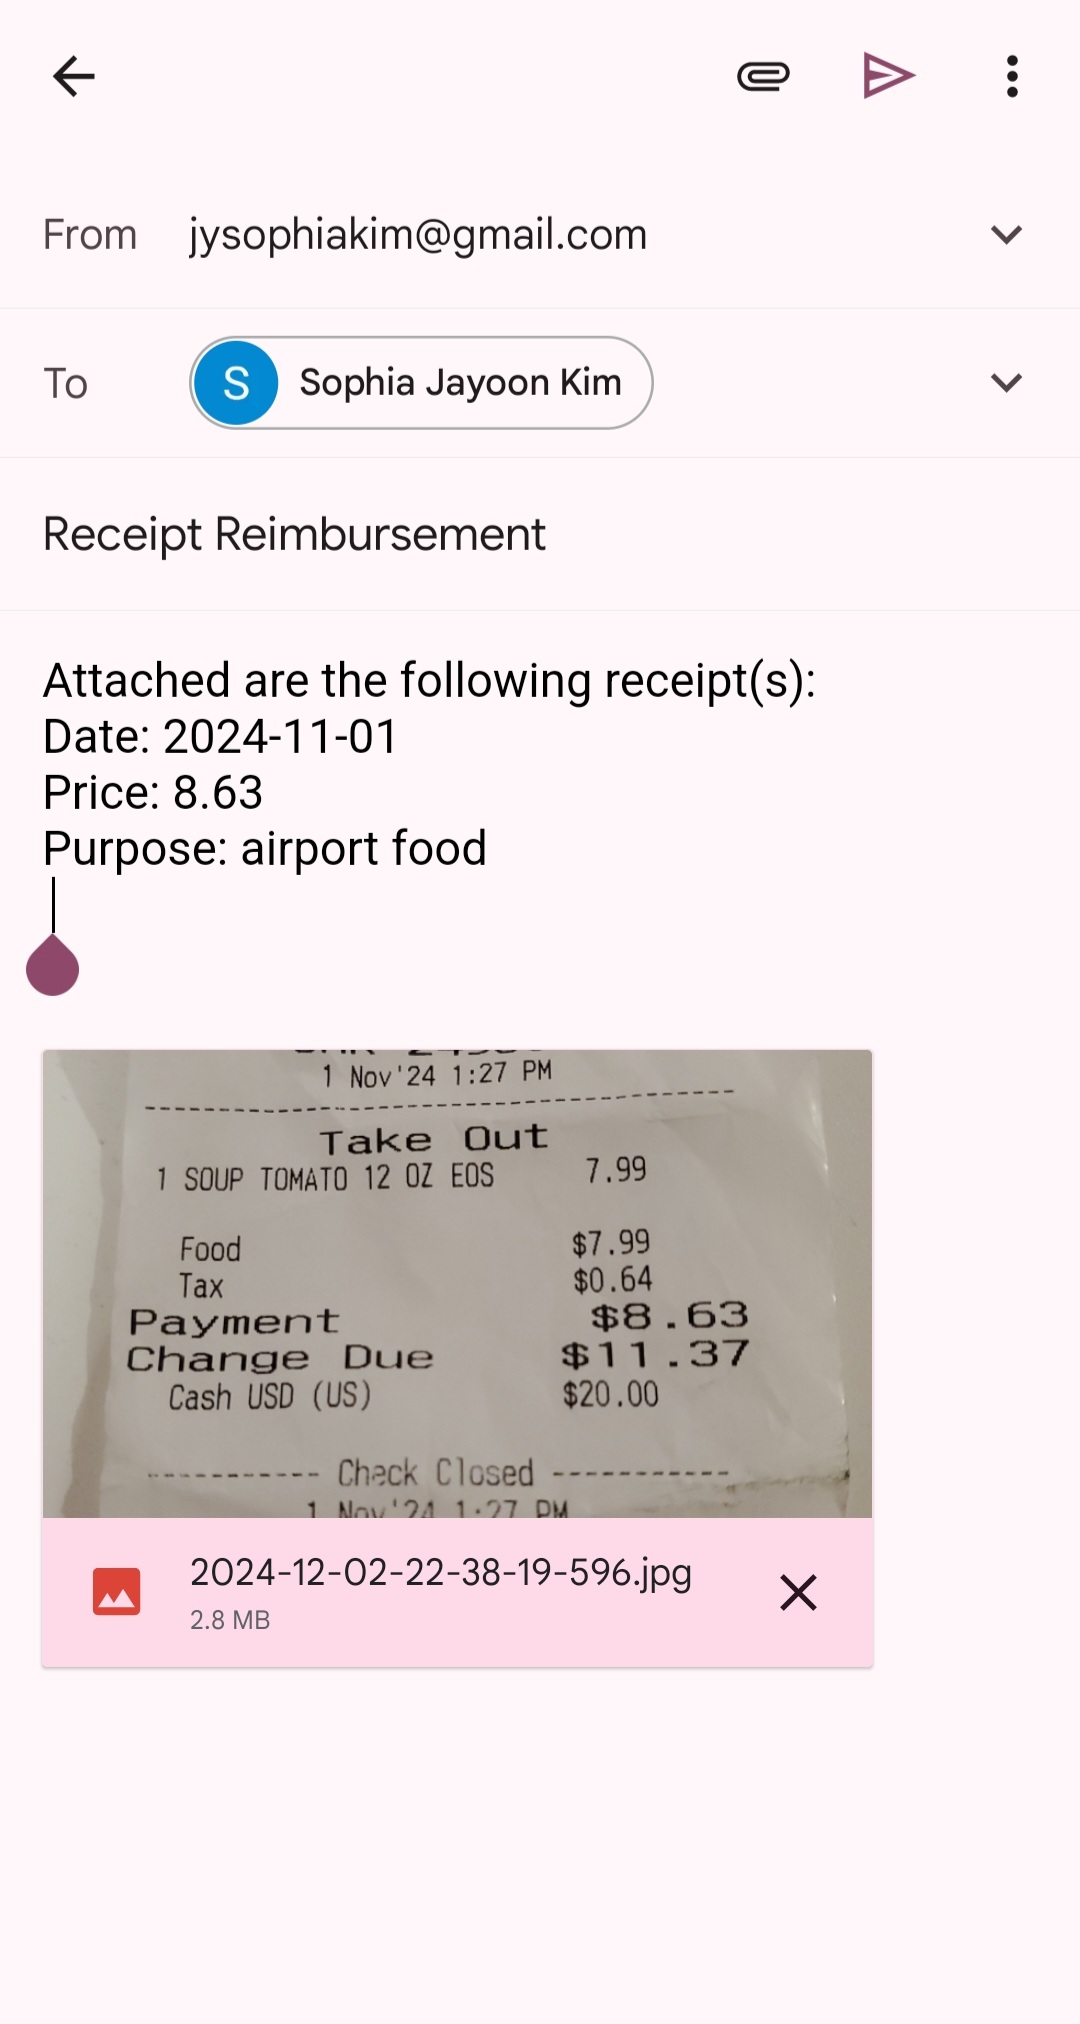 From jysophiakim@gmail.com
To S Sophia Jayoon Kim
Receipt Reimbursement
Attached are the following receipt(s):
Date: 2024-11-01
Price: 8.63
Purpose: airport food
1 Nov'24 1:27 PM
Take Out
1 SOUP TOMATO 12 OZ EOS 7.99
Food $7.99
Tax $0.64
Payment $8.63
Change Due $11.37
Cash USD (US) $20.00
----------- Check Closed -----------
1 Nov'24 1:27 PM
2024-12-02-22-38-19-596.jpg
2.8 MB